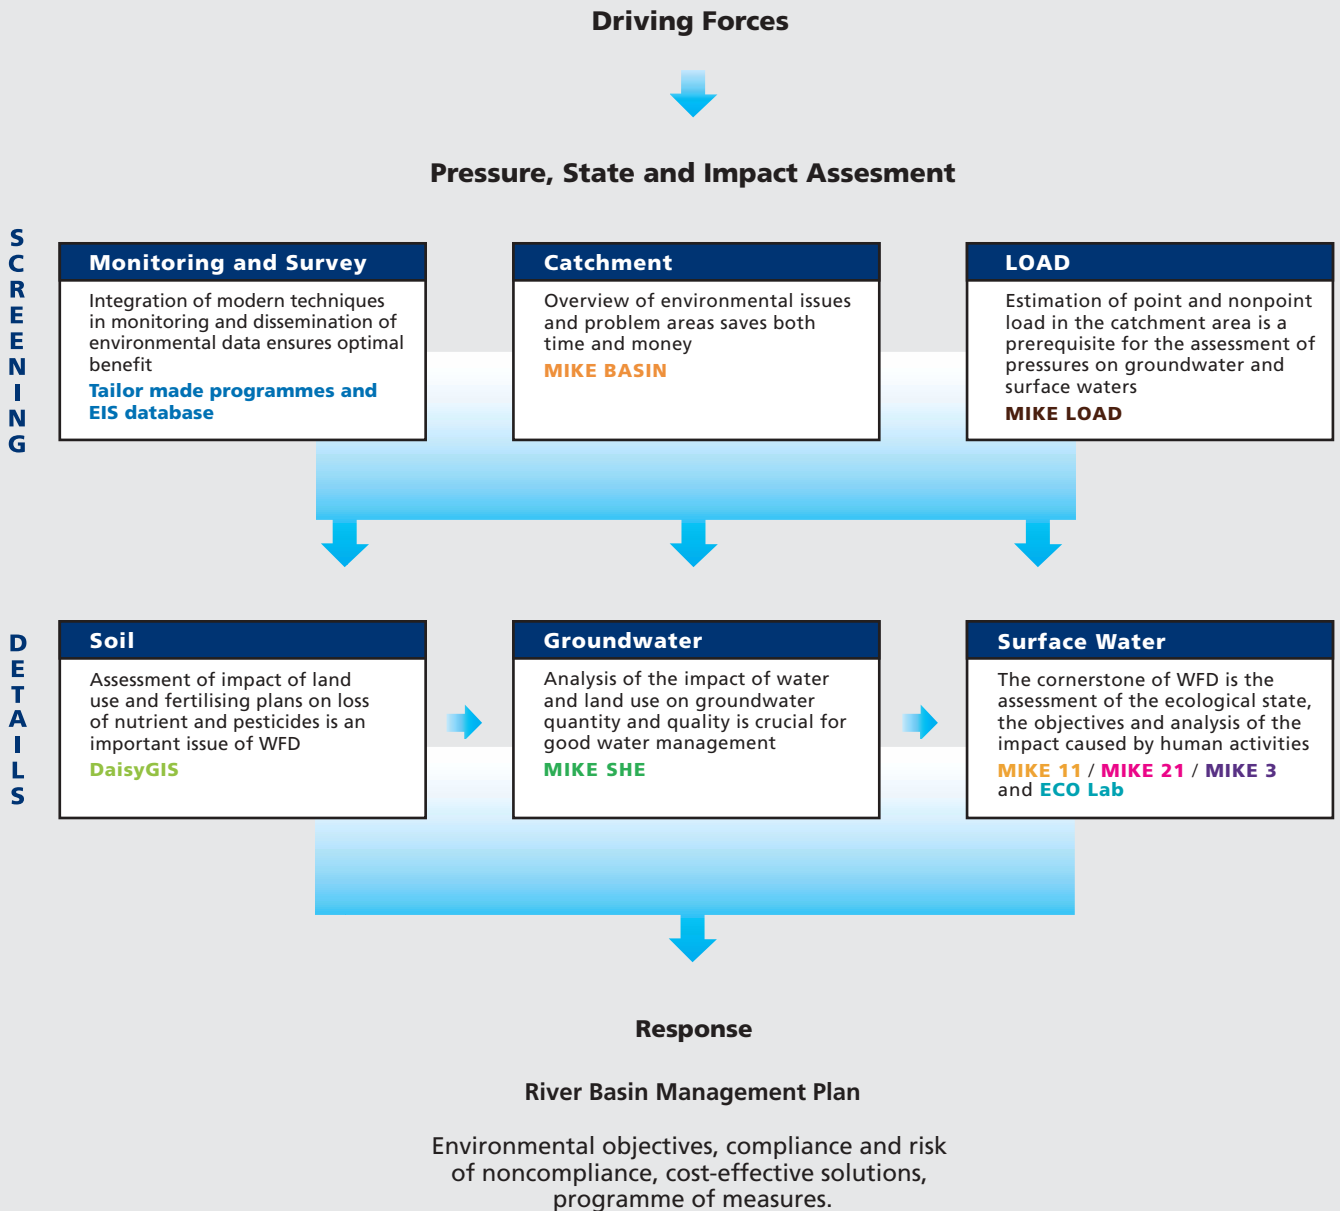 Driving Forces
Pressure, State and Impact Assesment
SCREENING
Monitoring and Survey
Integration of modern techniques
in monitoring and dissemination of
environmental data ensures optimal
benefit
Tailor made programmes and
EIS database
Catchment
Overview of environmental issues
and problem areas saves both
time and money
MIKE BASIN
LOAD
Estimation of point and nonpoint
load in the catchment area is a
prerequisite for the assessment of
pressures on groundwater and
surface waters
MIKE LOAD
DETAILS
Soil
Assessment of impact of land
use and fertilising plans on loss
of nutrient and pesticides is an
important issue of WFD
DaisyGIS
Groundwater
Analysis of the impact of water
and land use on groundwater
quantity and quality is crucial for
good water management
MIKE SHE
Surface Water
The cornerstone of WFD is the
assessment of the ecological state,
the objectives and analysis of the
impact caused by human activities
MIKE 11 / MIKE 21 / MIKE 3
and ECO Lab
Response
River Basin Management Plan
Environmental objectives, compliance and risk
of noncompliance, cost-effective solutions,
programme of measures.